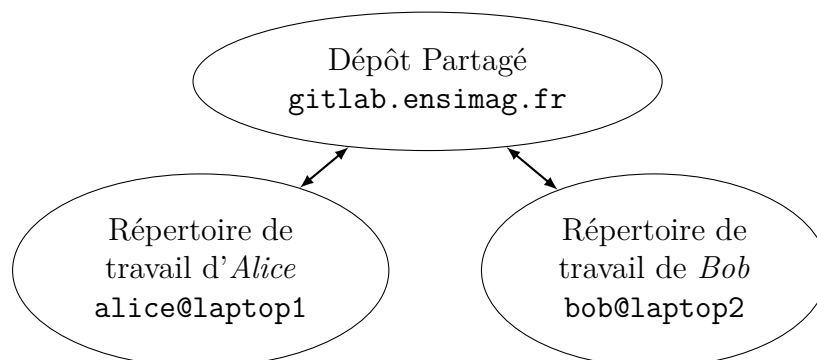 Dépôt Partagé
gitlab.ensimag.fr
Répertoire de
travail d'Alice
alice@laptop1
Répertoire de
travail de Bob
bob@laptop2